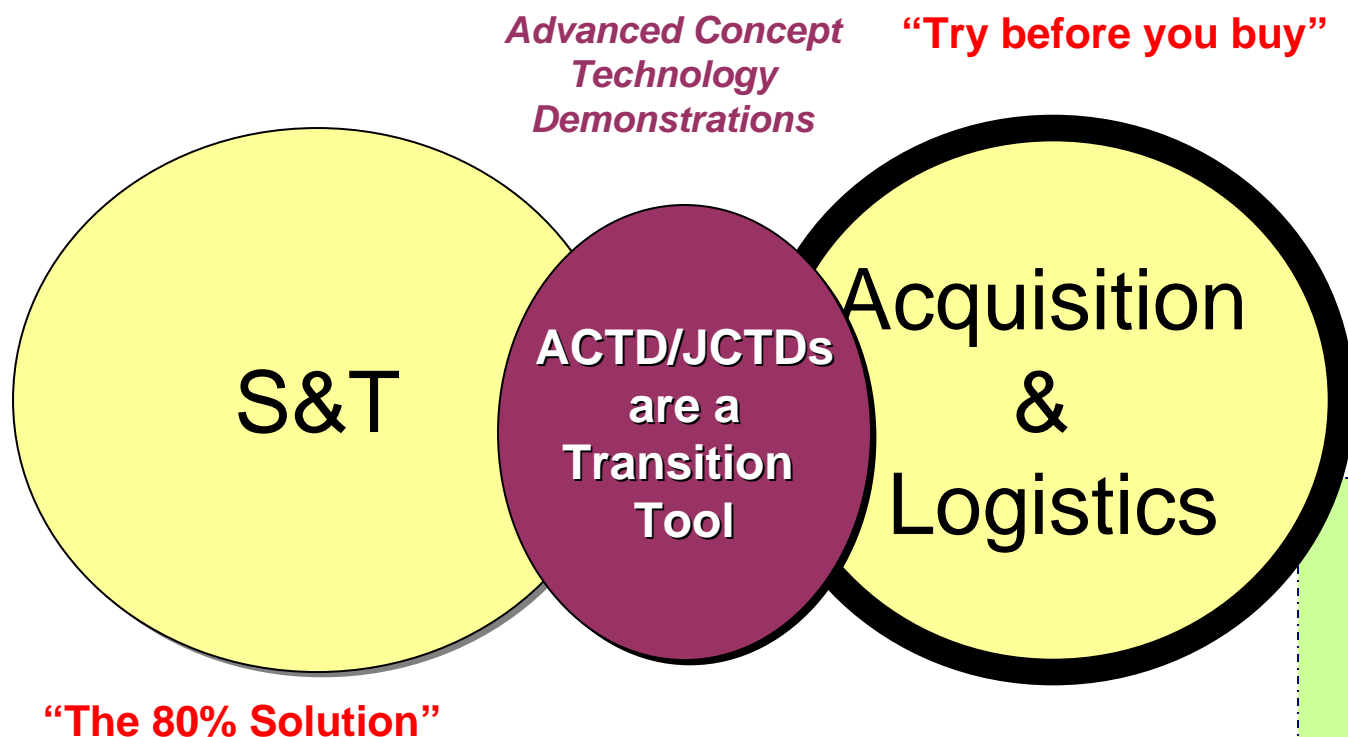 Advanced Concept
Technology
Demonstrations
“Try before you buy”
S&T
ACTD/JCTDs
are a
Transition
Tool
Acquisition
&
Logistics
“The 80% Solution”